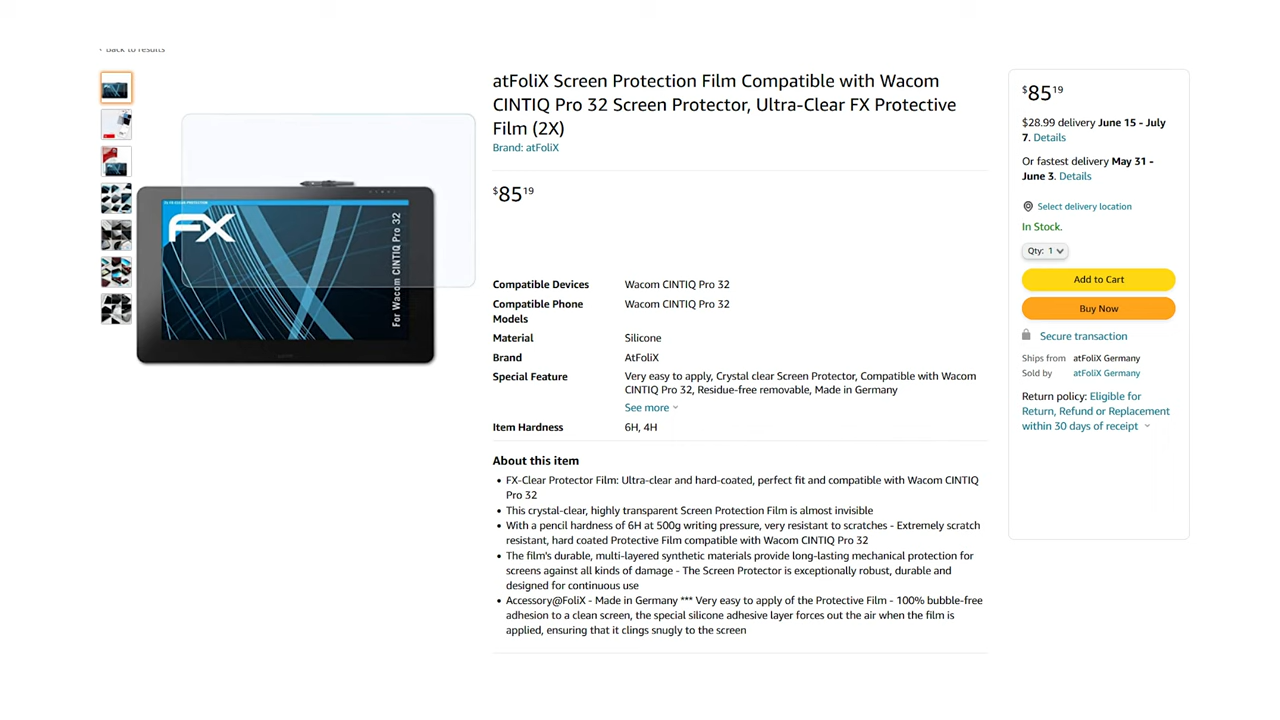 ‹ Back to results
atFoliX Screen Protection Film Compatible with Wacom
CINTIQ Pro 32 Screen Protector, Ultra-Clear FX Protective
Film (2X)
Brand: atFoliX
$85 19
Compatible Devices Wacom CINTIQ Pro 32
Compatible Phone Wacom CINTIQ Pro 32
Models
Material Silicone
Brand AtFoliX
Special Feature Very easy to apply, Crystal clear Screen Protector, Compatible with Wacom
CINTIQ Pro 32, Residue-free removable, Made in Germany
See more
Item Hardness 6H, 4H
About this item
• FX-Clear Protector Film: Ultra-clear and hard-coated, perfect fit and compatible with Wacom CINTIQ
Pro 32
• This crystal-clear, highly transparent Screen Protection Film is almost invisible
• With a pencil hardness of 6H at 500g writing pressure, very resistant to scratches - Extremely scratch
resistant, hard coated Protective Film compatible with Wacom CINTIQ Pro 32
• The film's durable, multi-layered synthetic materials provide long-lasting mechanical protection for
screens against all kinds of damage - The Screen Protector is exceptionally robust, durable and
designed for continuous use
• Accessory@FoliX - Made in Germany *** Very easy to apply of the Protective Film - 100% bubble-free
adhesion to a clean screen, the special silicone adhesive layer forces out the air when the film is
applied, ensuring that it clings snugly to the screen
FX
For Wacom CINTIQ Pro 32
$85 19
$28.99 delivery June 15 - July
7. Details
Or fastest delivery May 31 -
June 3. Details
Select delivery location
In Stock.
Qty: 1
Add to Cart
Buy Now
Secure transaction
Ships from atFoliX Germany
Sold by atFoliX Germany
Return policy: Eligible for
Return, Refund or Replacement
within 30 days of receipt